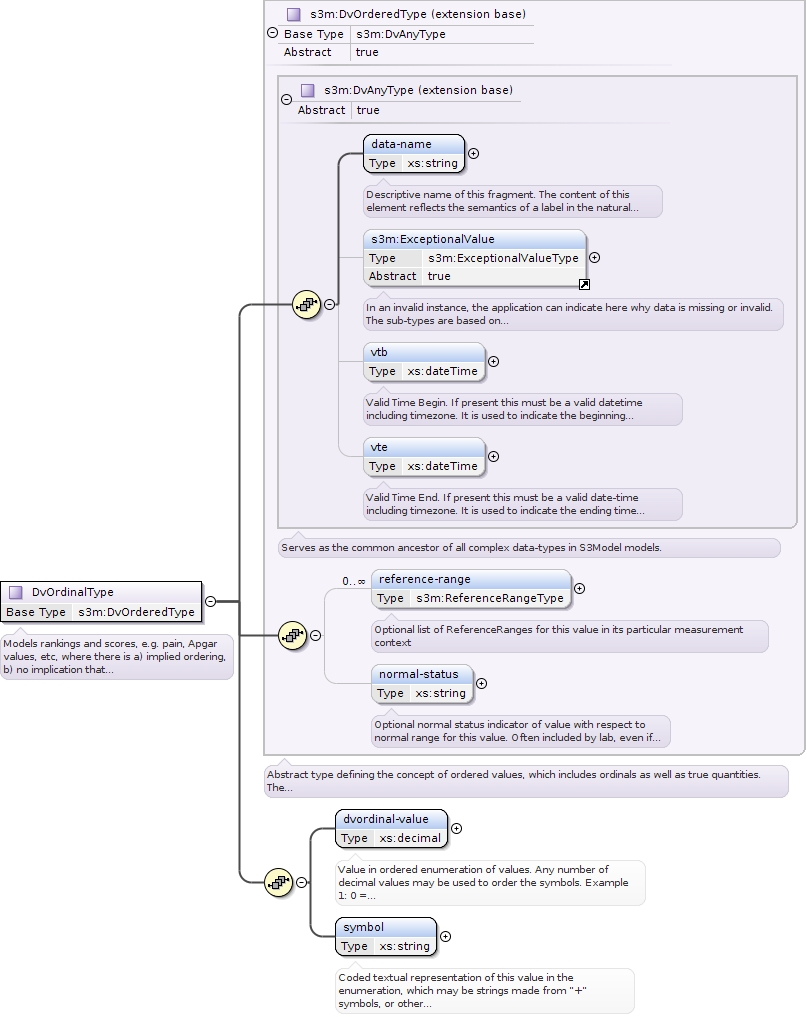 s3m:DvOrderedType (extension base)
Base Type s3m:DvAnyType
Abstract true
s3m:DvAnyType (extension base)
Abstract true
data-name
Type xs:string
Descriptive name of this fragment. The content of this
element reflects the semantics of a label in the natural...
s3m:ExceptionalValue
Type s3m:ExceptionalValueType
Abstract true
In an invalid instance, the application can indicate here why data is missing or invalid.
The sub-types are based on...
vtb
Type xs:dateTime
Valid Time Begin. If present this must be a valid datetime
including timezone. It is used to indicate the beginning...
vte
Type xs:dateTime
Valid Time End. If present this must be a valid date-time
including timezone. It is used to indicate the ending time...
Serves as the common ancestor of all complex data-types in S3Model models.
DvOrdinalType
Base Type s3m:DvOrderedType
Models rankings and scores, e.g. pain, Apgar
values, etc, where there is a) implied ordering,
b) no implication that...
0..∞
reference-range
Type s3m:ReferenceRangeType
Optional list of ReferenceRanges for this value in its particular measurement
context
normal-status
Type xs:string
Optional normal status indicator of value with respect to
normal range for this value. Often included by lab, even if...
Abstract type defining the concept of ordered values, which includes ordinals as well as true quantities.
The...
dvordinal-value
Type xs:decimal
Value in ordered enumeration of values. Any number of
decimal values may be used to order the symbols. Example
1: 0 =...
symbol
Type xs:string
Coded textual representation of this value in the
enumeration, which may be strings made from "+"
symbols, or other...